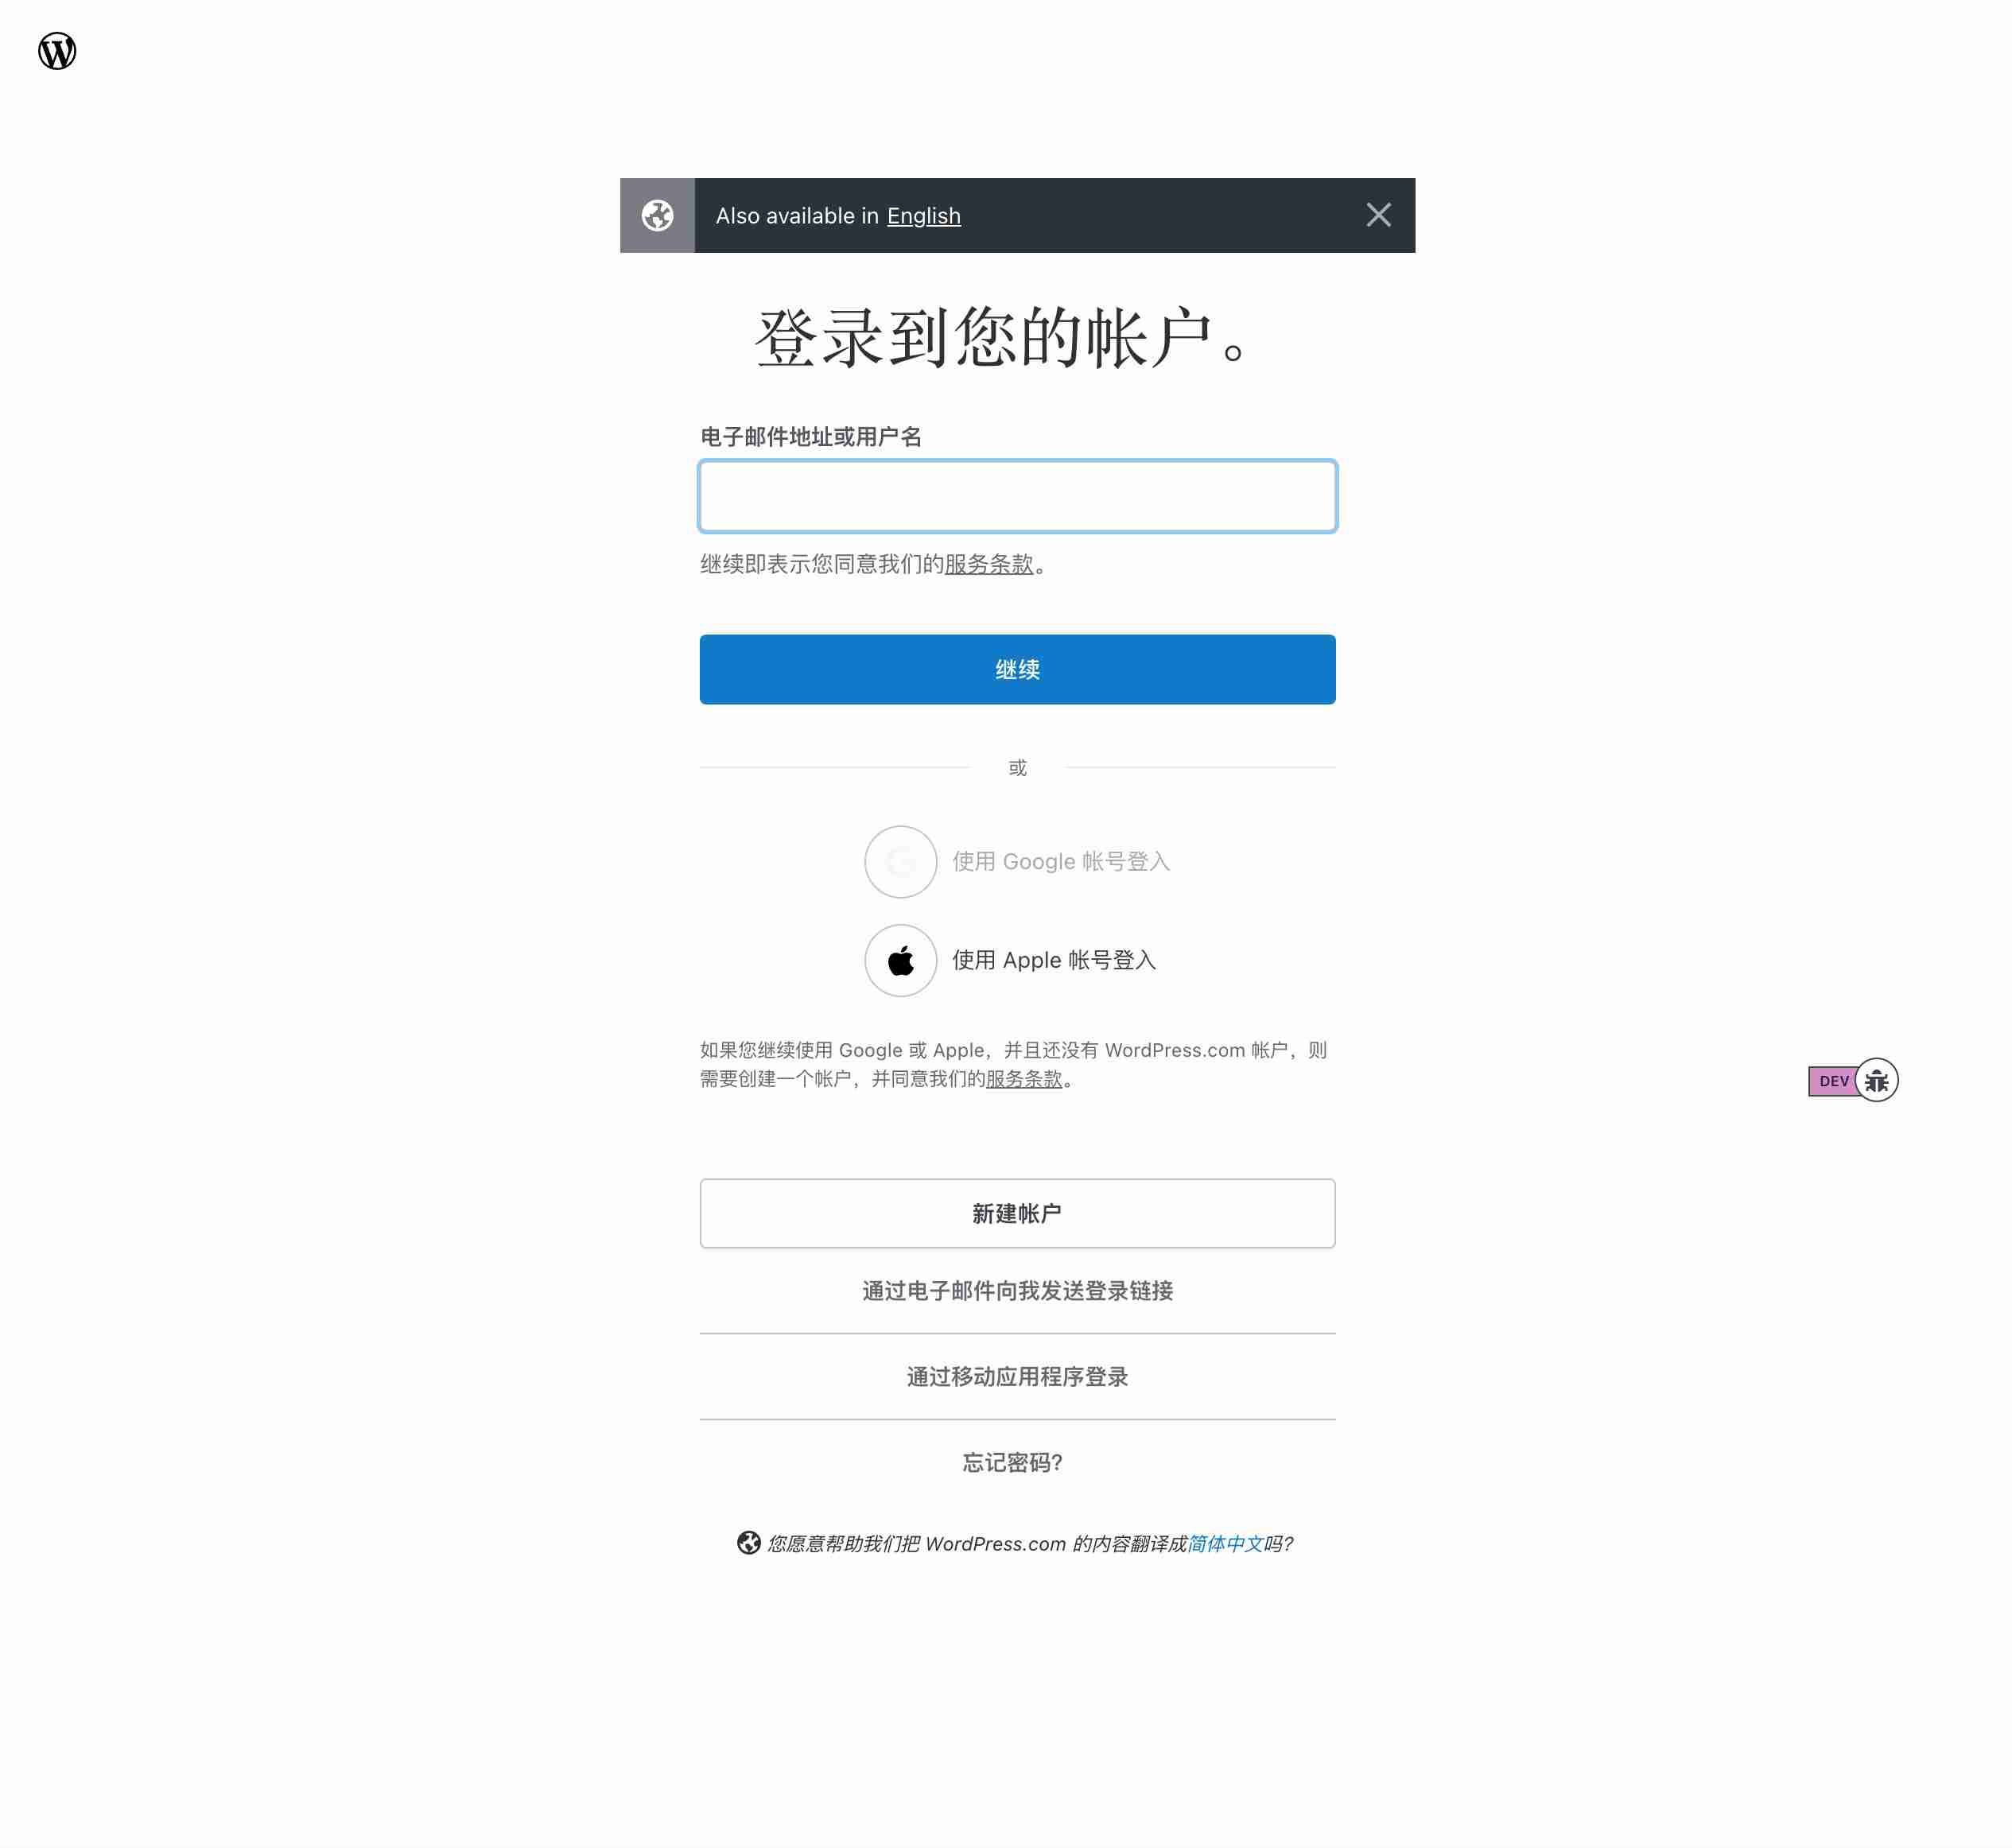 Also available in English
登录到您的帐户。
电子邮件地址或用户名
继续即表示您同意我们的服务条款。
继续
或
使用 Google 帐号登入
使用 Apple 帐号登入
如果您继续使用 Google 或 Apple，并且还没有 WordPress.com 帐户，则
需要创建一个帐户，并同意我们的服务条款。
DEV
新建帐户
通过电子邮件向我发送登录链接
通过移动应用程序登录
忘记密码?
您愿意帮助我们把 WordPress.com 的内容翻译成简体中文吗?